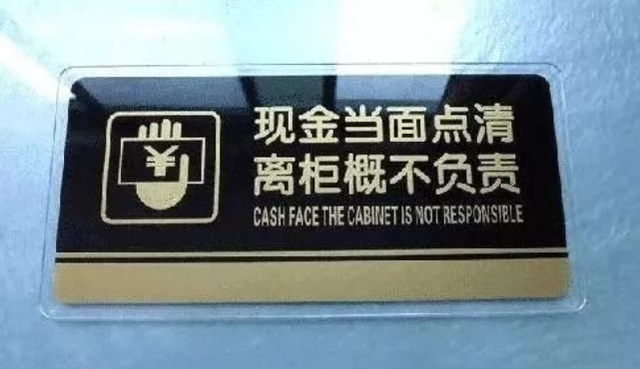 ¥
现金当面点清
离柜概不负责
CASH FACE THE CABINET IS NOT RESPONSIBLE